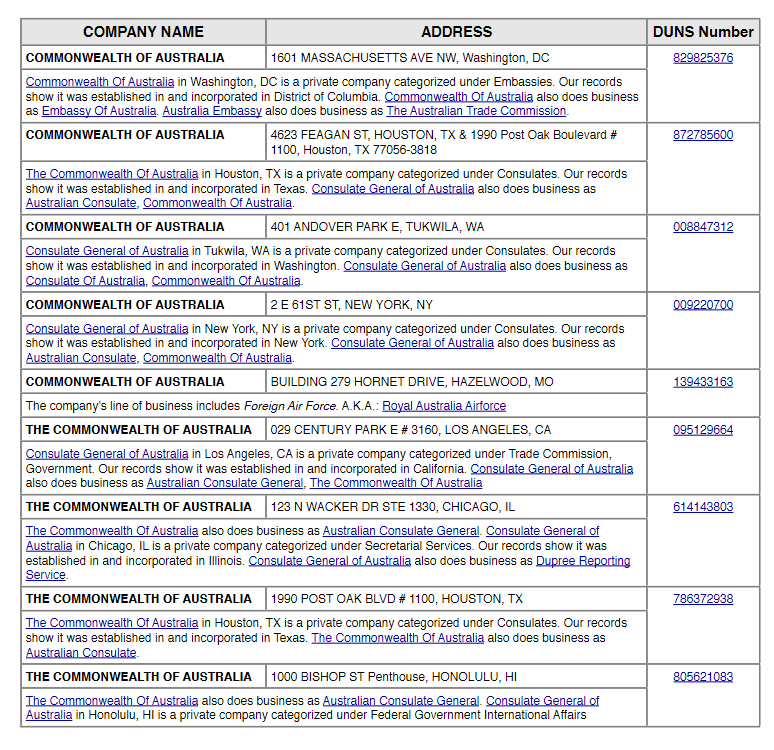 COMPANY NAME ADDRESS DUNS Number
COMMONWEALTH OF AUSTRALIA 1601 MASSACHUSETTS AVE NW, Washington, DC 829825376
Commonwealth Of Australia in Washington, DC is a private company categorized under Embassies. Our records
show it was established in and incorporated in District of Columbia. Commonwealth Of Australia also does business
as Embassy Of Australia. Australia Embassy also does business as The Australian Trade Commission.
COMMONWEALTH OF AUSTRALIA 4623 FEAGAN ST, HOUSTON, TX & 1990 Post Oak Boulevard # 872785600
1100, Houston, TX 77056-3818
The Commonwealth Of Australia in Houston, TX is a private company categorized under Consulates. Our records
show it was established in and incorporated in Texas. Consulate General of Australia also does business as
Australian Consulate, Commonwealth Of Australia.
COMMONWEALTH OF AUSTRALIA 401 ANDOVER PARK E, TUKWILA, WA 008847312
Consulate General of Australia in Tukwila, WA is a private company categorized under Consulates. Our records
show it was established in and incorporated in Washington. Consulate General of Australia also does business as
Consulate Of Australia, Commonwealth Of Australia.
COMMONWEALTH OF AUSTRALIA 2 E 61ST ST, NEW YORK, NY 009220700
Consulate General of Australia in New York, NY is a private company categorized under Consulates. Our records
show it was established in and incorporated in New York. Consulate General of Australia also does business as
Australian Consulate, Commonwealth Of Australia.
COMMONWEALTH OF AUSTRALIA BUILDING 279 HORNET DRIVE, HAZELWOOD, MO 139433163
The company's line of business includes Foreign Air Force. A.K.A.: Royal Australia Airforce
THE COMMONWEALTH OF AUSTRALIA 029 CENTURY PARK E # 3160, LOS ANGELES, CA 095129664
Consulate General of Australia in Los Angeles, CA is a private company categorized under Trade Commission,
Government. Our records show it was established in and incorporated in California. Consulate General of Australia
also does business as Australian Consulate General, The Commonwealth Of Australia
THE COMMONWEALTH OF AUSTRALIA 123 N WACKER DR STE 1330, CHICAGO, IL 614143803
The Commonwealth Of Australia also does business as Australian Consulate General. Consulate General of
Australia in Chicago, IL is a private company categorized under Secretarial Services. Our records show it was
established in and incorporated in Illinois. Consulate General of Australia also does business as Dupree Reporting
Service.
THE COMMONWEALTH OF AUSTRALIA 1990 POST OAK BLVD # 1100, HOUSTON, TX 786372938
The Commonwealth Of Australia in Houston, TX is a private company categorized under Consulates. Our records
show it was established in and incorporated in Texas. The Commonwealth Of Australia also does business as
Australian Consulate.
THE COMMONWEALTH OF AUSTRALIA 1000 BISHOP ST Penthouse, HONOLULU, HI 805621083
The Commonwealth Of Australia also does business as Australian Consulate General. Consulate General of
Australia in Honolulu, HI is a private company categorized under Federal Government International Affairs